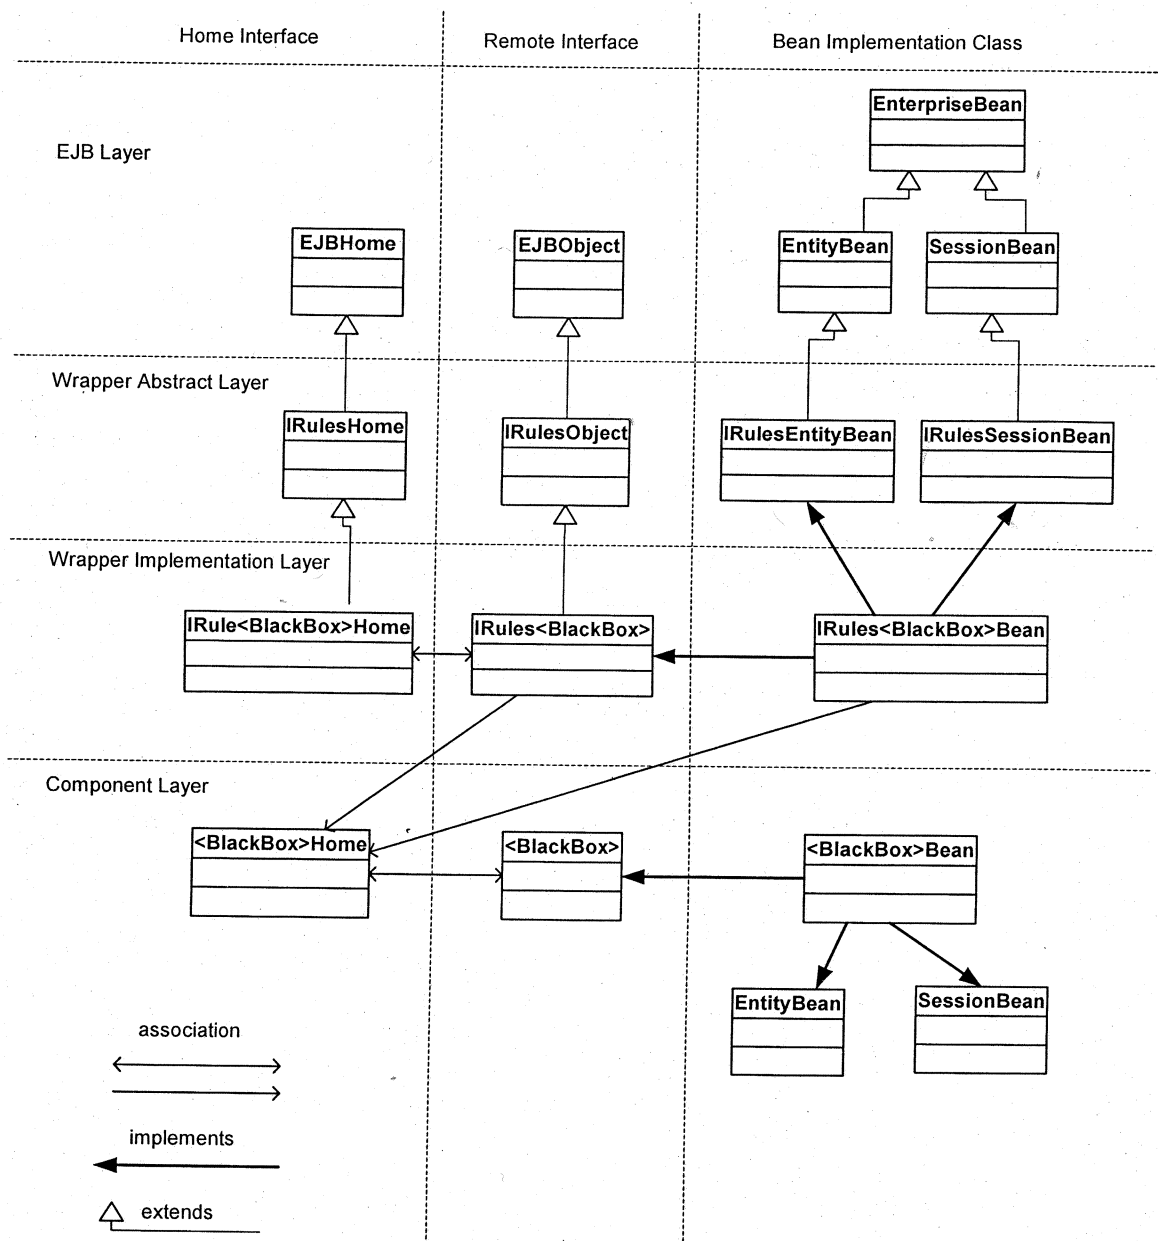 Home Interface
Remote Interface
Bean Implementation Class
EnterpriseBean
EJB Layer
EJBHome
EJBObject
EntityBean
SessionBean
Wrapper Abstract Layer
IRulesHome
IRulesObject
IRulesEntityBean
IRulesSessionBean
Wrapper Implementation Layer
IRule<BlackBox>Home
IRules<BlackBox>
IRules<BlackBox>Bean
Component Layer
<BlackBox>Home
<BlackBox>
<BlackBox>Bean
EntityBean
SessionBean
association
implements
extends